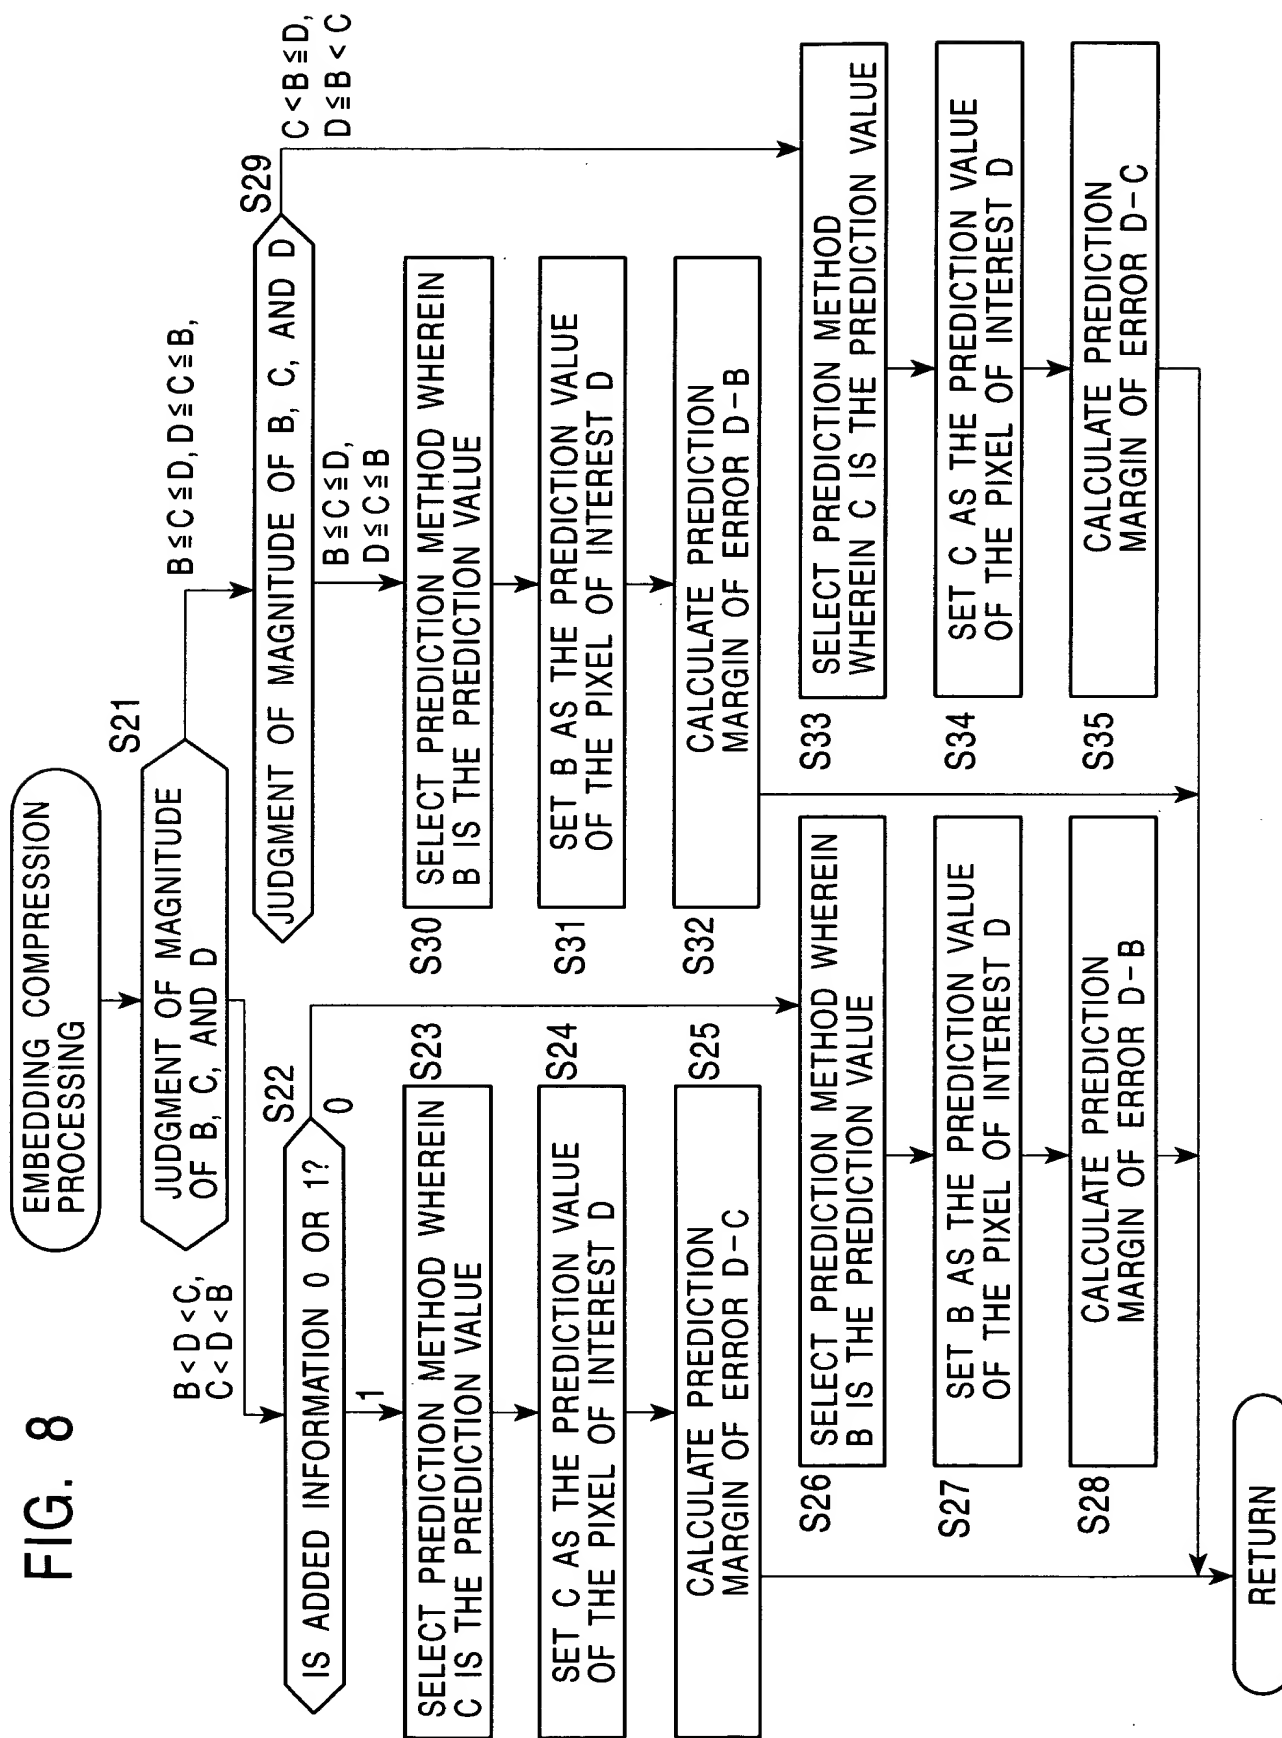 FIG. 8
EMBEDDING COMPRESSION
PROCESSING
S21
JUDGMENT OF MAGNITUDE
OF B, C, AND D
B<D<C,
C<D<B
B≦C≦D, D≦C≦B,
S22
IS ADDED INFORMATION 0 OR 1?
0
1
S23
SELECT PREDICTION METHOD WHEREIN
C IS THE PREDICTION VALUE
S24
SET C AS THE PREDICTION VALUE
OF THE PIXEL OF INTEREST D
S25
CALCULATE PREDICTION
MARGIN OF ERROR D-C
S26
SELECT PREDICTION METHOD WHEREIN
B IS THE PREDICTION VALUE
S27
SET B AS THE PREDICTION VALUE
OF THE PIXEL OF INTEREST D
S28
CALCULATE PREDICTION
MARGIN OF ERROR D-B
S29
JUDGMENT OF MAGNITUDE OF B, C, AND D
C<B≦D,
D≦B<C
B≦C≦D,
D≦C≦B
S30
SELECT PREDICTION METHOD WHEREIN
B IS THE PREDICTION VALUE
S31
SET B AS THE PREDICTION VALUE
OF THE PIXEL OF INTEREST D
S32
CALCULATE PREDICTION
MARGIN OF ERROR D-B
S33
SELECT PREDICTION METHOD
WHEREIN C IS THE PREDICTION VALUE
S34
SET C AS THE PREDICTION VALUE
OF THE PIXEL OF INTEREST D
S35
CALCULATE PREDICTION
MARGIN OF ERROR D-C
RETURN